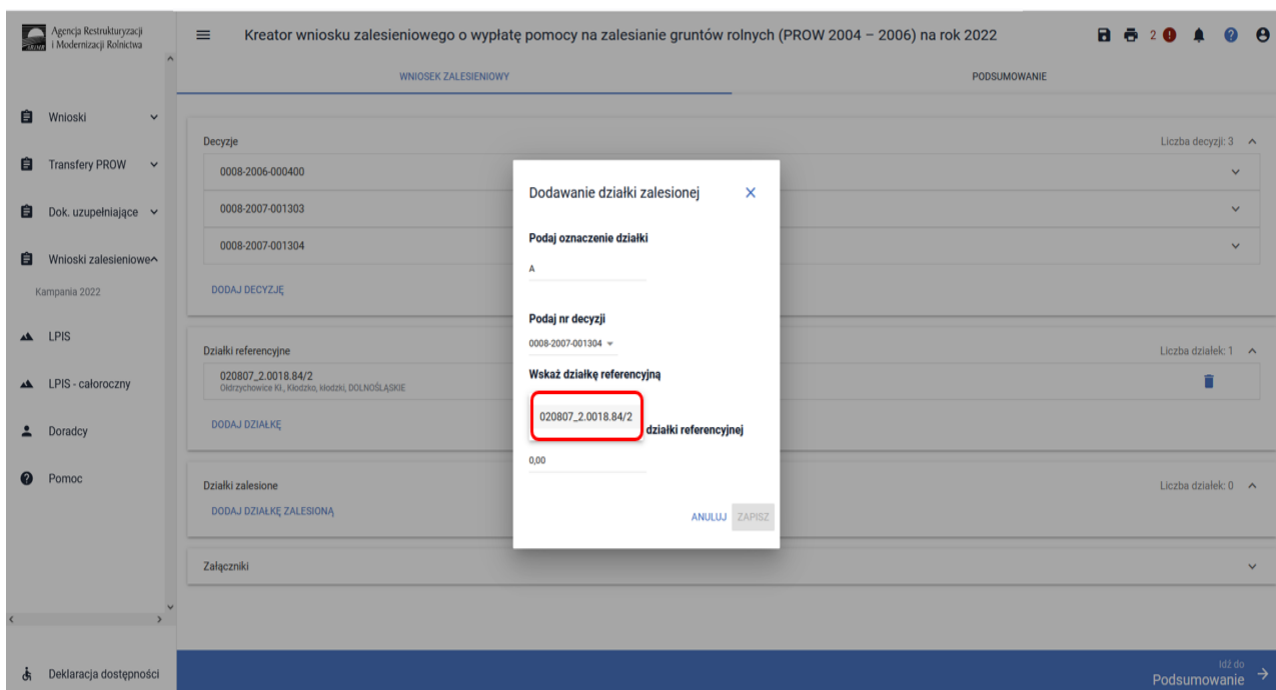 Agencja Restrukturyzacji
i Modernizacji Rolnictwa
Kreator wniosku zalesieniowego o wypłatę pomocy na zalesianie gruntów rolnych (PROW 2004 – 2006) na rok 2022
2
WNIOSEK ZALESIENIOWY
PODSUMOWANIE
Wnioski
Transfery PROW
Dok. uzupełniające
Wnioski zalesieniowe
Kampania 2022
LPIS
LPIS - całoroczny
Doradcy
Pomoc
Deklaracja dostępności
Decyzje
Liczba decyzji: 3
0008-2006-000400
0008-2007-001303
0008-2007-001304
DODAJ DECYZJĘ
Działki referencyjne
Liczba działek: 1
020807_2.0018.84/2
Ołdrzychowice Kł., Kłodzko, kłodzki, DOLNOŚLĄSKIE
DODAJ DZIAŁKĘ
Działki zalesione
Liczba działek: 0
DODAJ DZIAŁKĘ ZALESIONĄ
Załączniki
Dodawanie działki zalesionej
Podaj oznaczenie działki
A
Podaj nr decyzji
0008-2007-001304
Wskaż działkę referencyjną
020807_2.0018.84/2
działki referencyjnej
0,00
ANULUJ ZAPISZ
Idź do
Podsumowanie